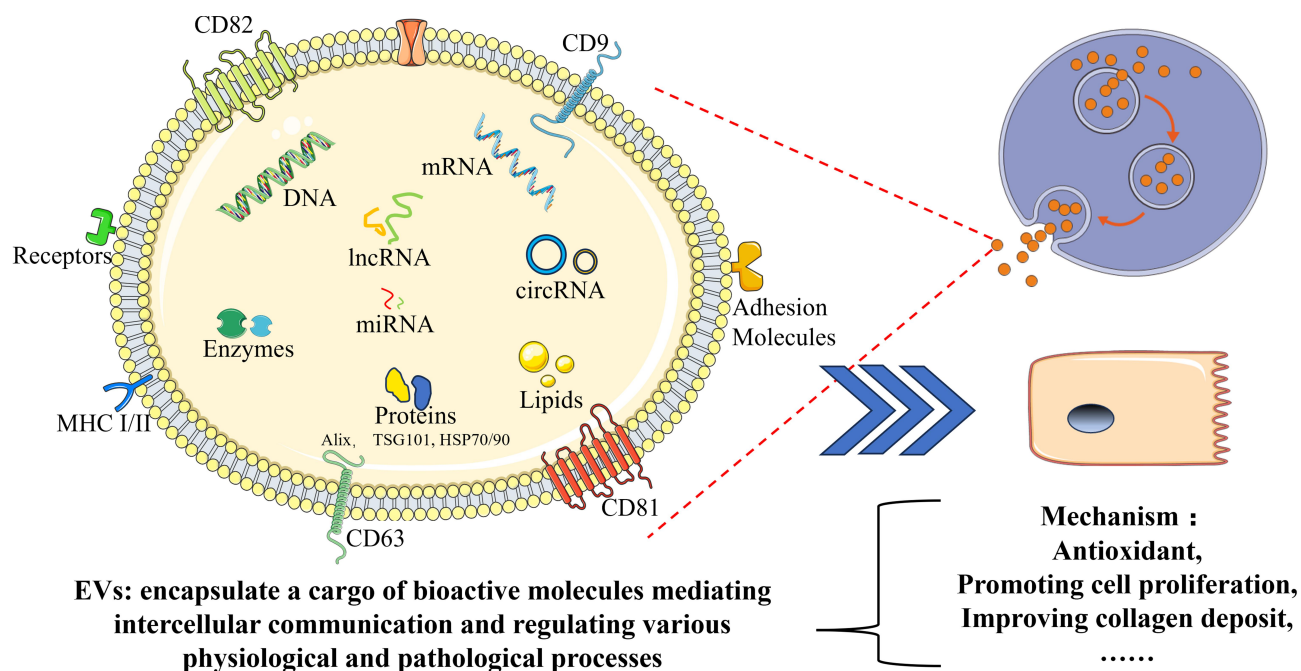 CD82
CD9
DNA
mRNA
Receptors
lncRNA
circRNA
Adhesion
Molecules
Enzymes
miRNA
MHC I/II
Proteins
Lipids
Alix,
TSG101, HSP70/90
CD63
CD81
EVs: encapsulate a cargo of bioactive molecules mediating
intercellular communication and regulating various
physiological and pathological processes
Mechanism：
Antioxidant,
Promoting cell proliferation,
Improving collagen deposit,
……